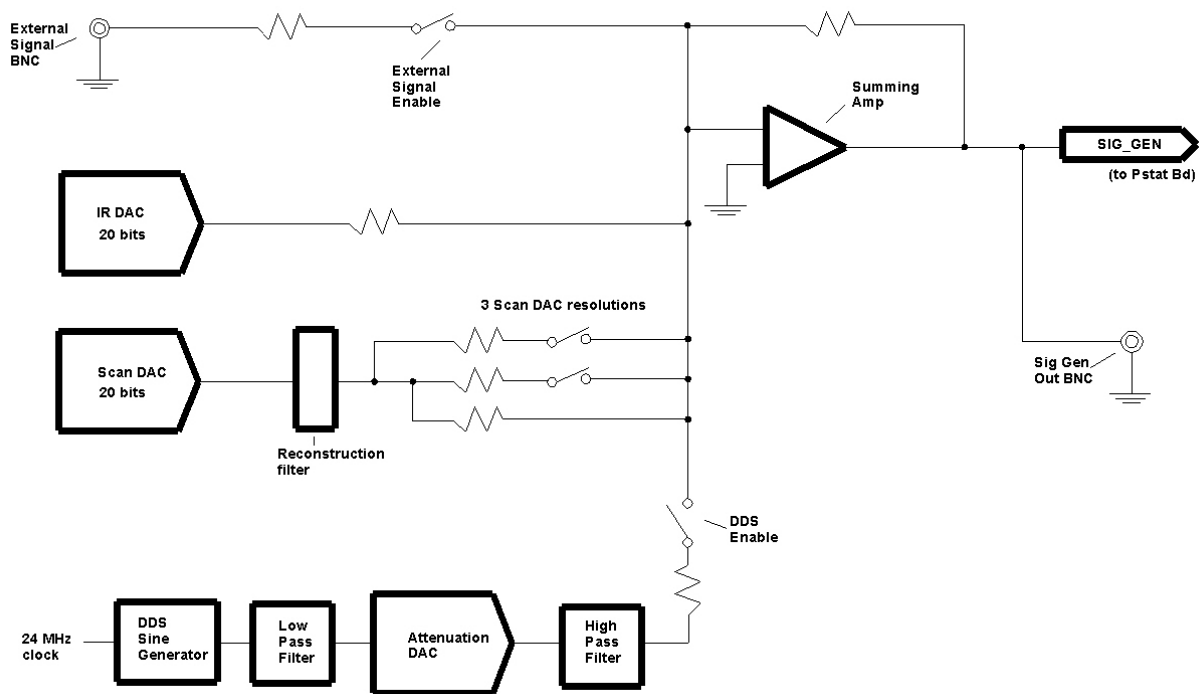 External
Signal
BNC
External
Signal
Enable
Summing
Amp
SIG_GEN
(to Pstat Bd)
IR DAC
20 bits
3 Scan DAC resolutions
Scan DAC
20 bits
Reconstruction
filter
Sig Gen
Out BNC
DDS
Enable
24 MHz
clock
DDS
Sine
Generator
Low
Pass
Filter
Attenuation
DAC
High
Pass
Filter